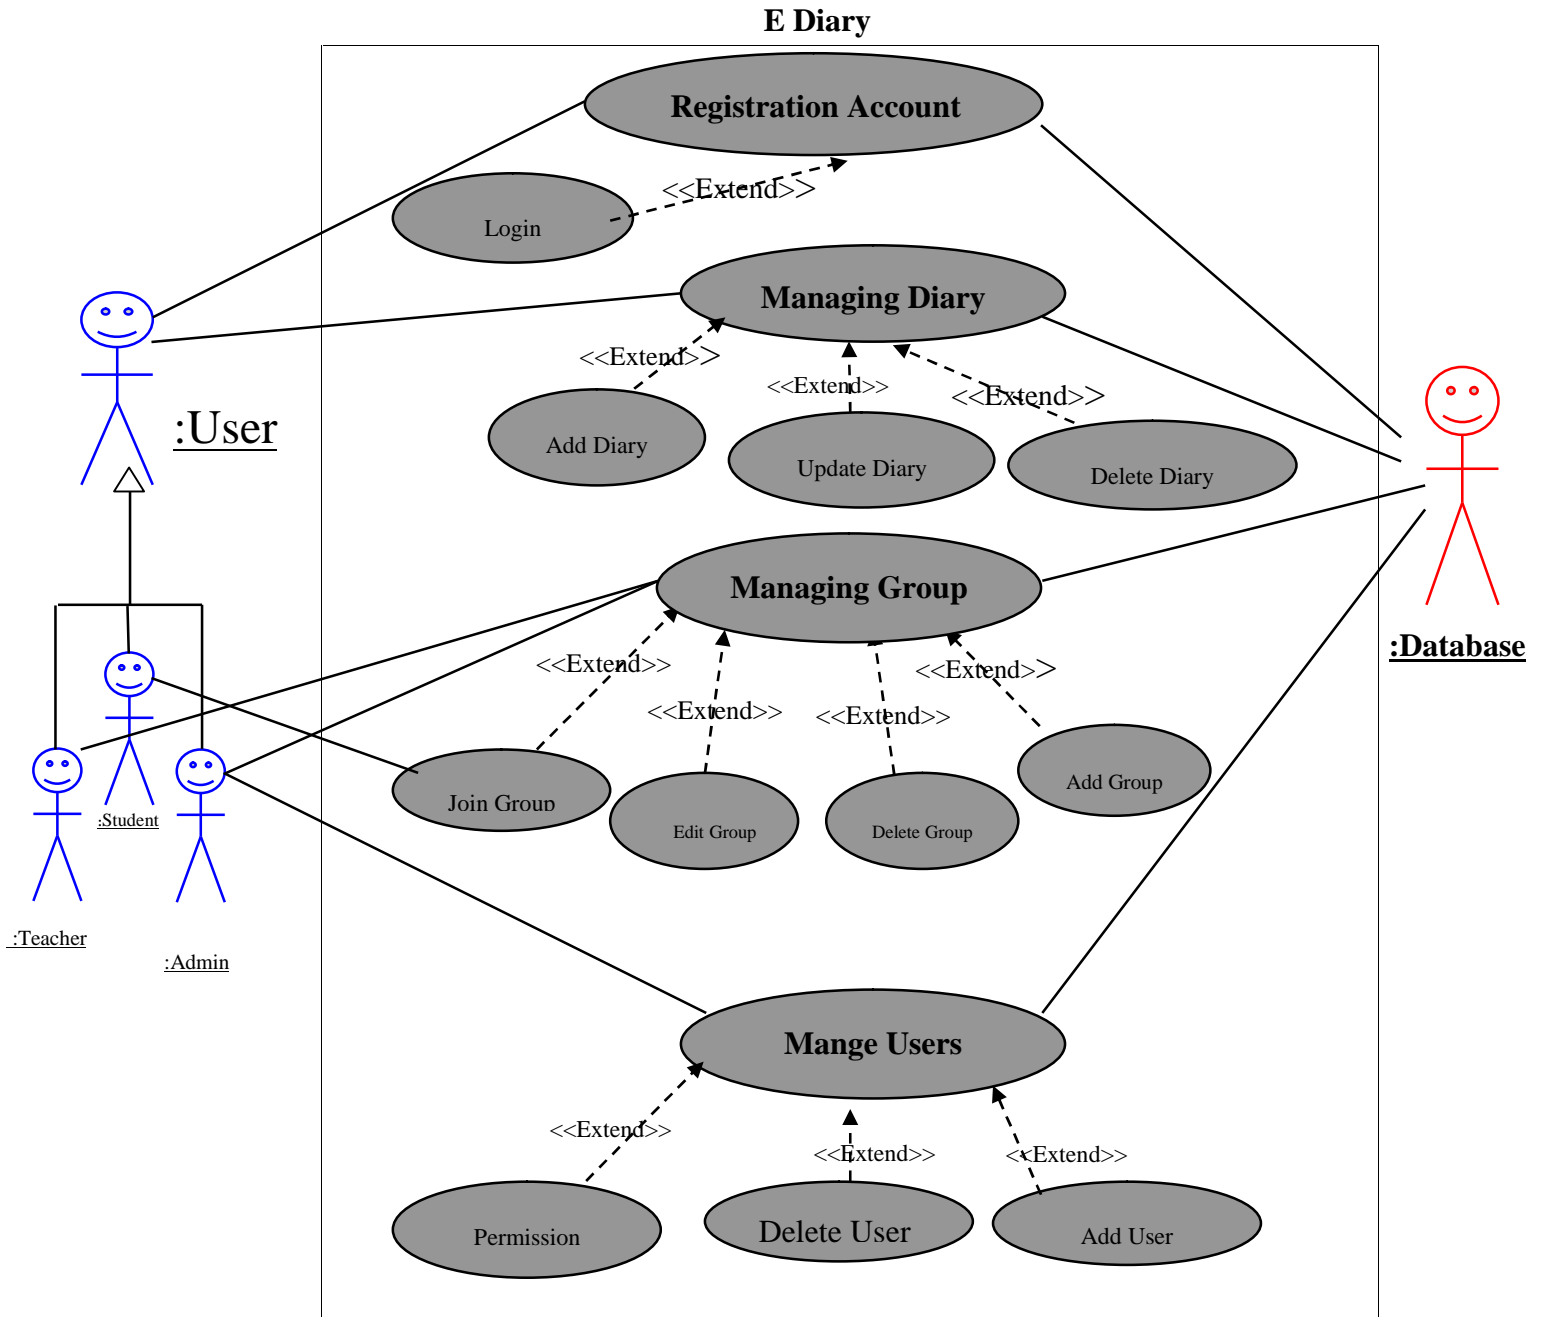 E Diary
Registration Account
<<Extend>>
Login
Managing Diary
<<Extend>>
<<Extend>>
<<Extend>>
:User
Add Diary
Update Diary
Delete Diary
Managing Group
:Database
<<Extend>>
<<Extend>>
<<Extend>>
<<Extend>>
Join Group
Edit Group
Delete Group
Add Group
:Student
:Teacher
:Admin
Mange Users
<<Extend>>
<<Extend>>
<<Extend>>
Permission
Delete User
Add User